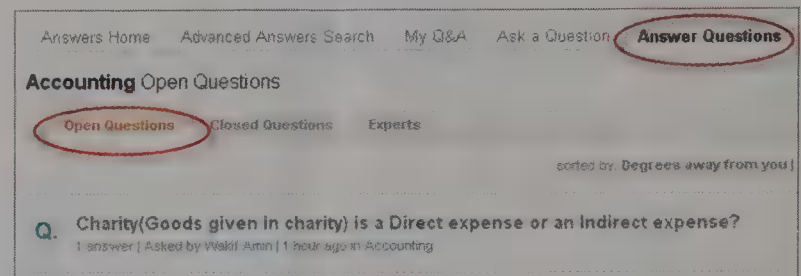 Answers Home Advanced Answers Search My Q&A Ask a Question Answer Questions
Accounting Open Questions
Open Questions Closed Questions Experts
sorted by: Degrees away from you |
Q. Charity(Goods given in charity) is a Direct expense or an Indirect expense?
1 answer | Asked by Wakif Amin | 1 hour ago in Accounting